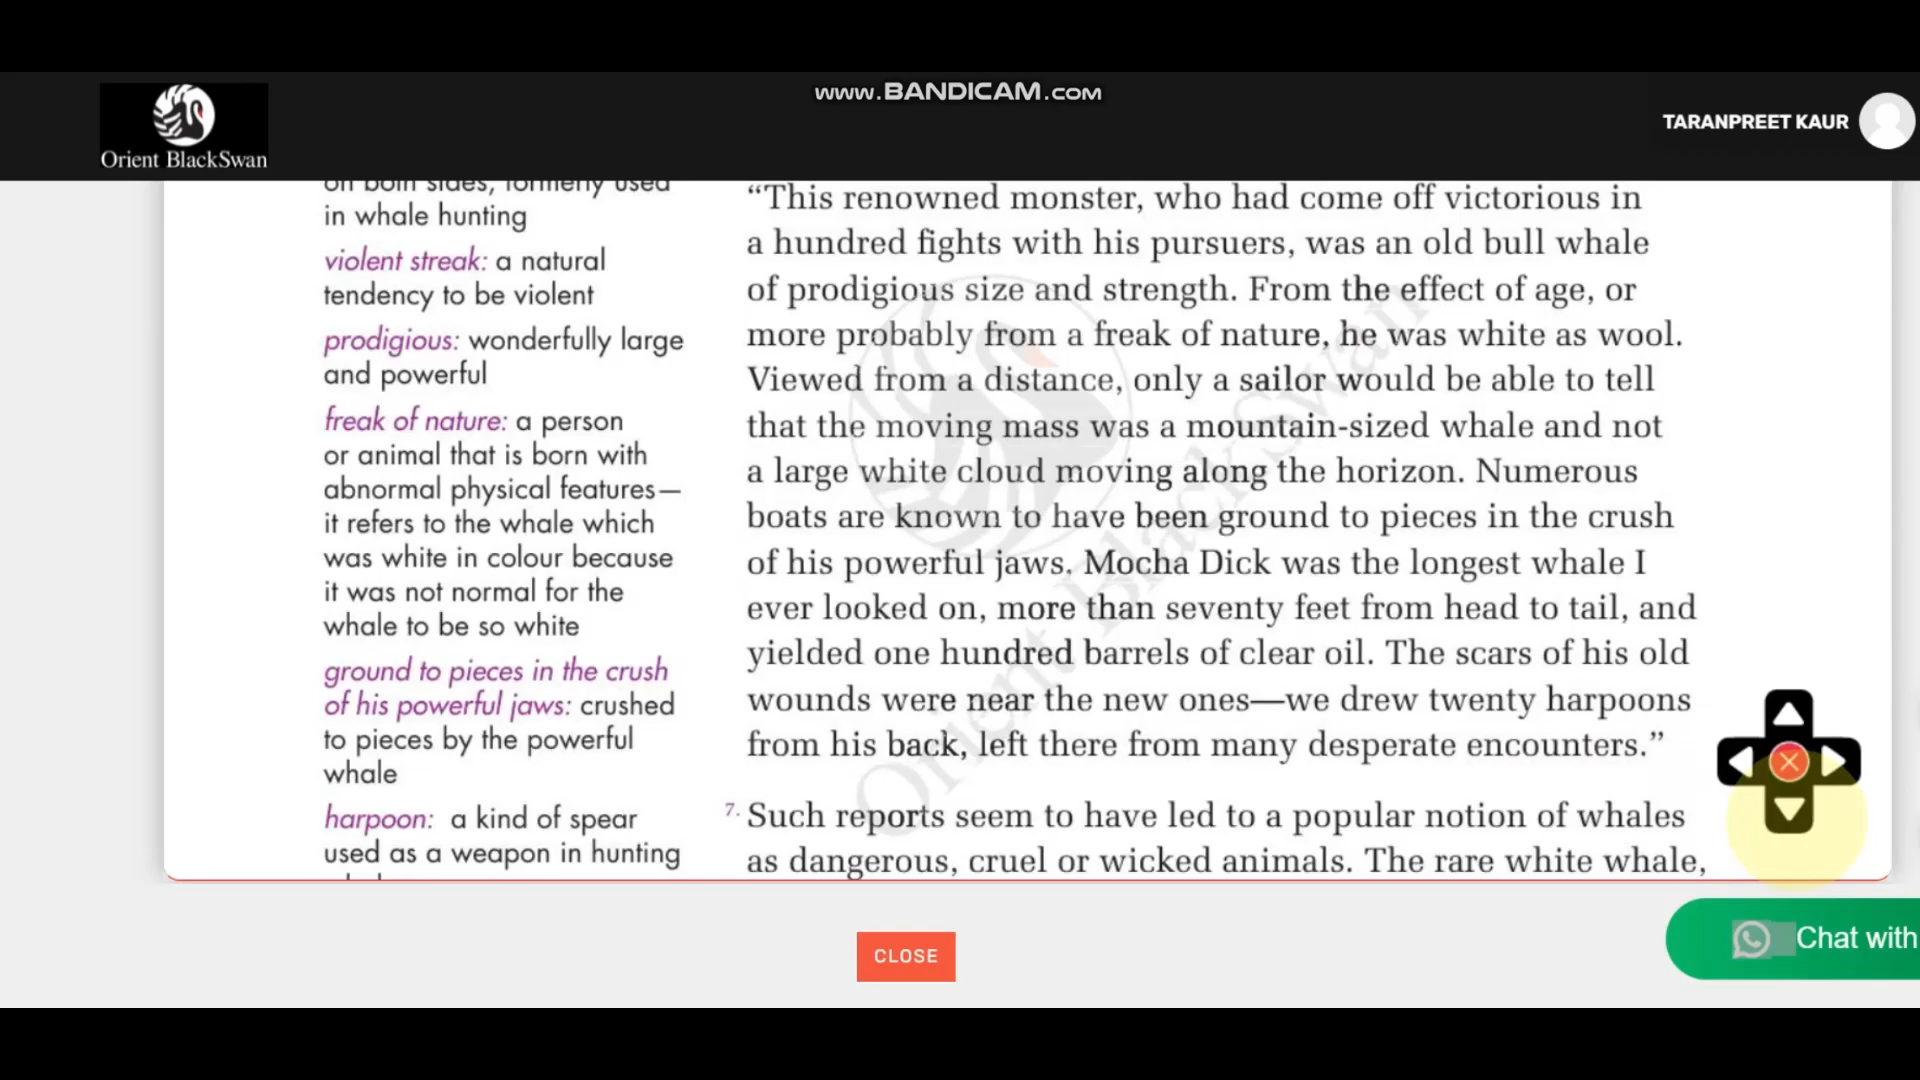 www.BANDICAM.com
TARANPREET KAUR
Orient BlackSwan
on both sides, formerly used
in whale hunting
violent streak: a natural
tendency to be violent
prodigious: wonderfully large
and powerful
freak of nature: a person
or animal that is born with
abnormal physical features—
it refers to the whale which
was white in colour because
it was not normal for the
whale to be so white
ground to pieces in the crush
of his powerful jaws: crushed
to pieces by the powerful
whale
harpoon: a kind of spear
used as a weapon in hunting
“This renowned monster, who had come off victorious in
a hundred fights with his pursuers, was an old bull whale
of prodigious size and strength. From the effect of age, or
more probably from a freak of nature, he was white as wool.
Viewed from a distance, only a sailor would be able to tell
that the moving mass was a mountain-sized whale and not
a large white cloud moving along the horizon. Numerous
boats are known to have been ground to pieces in the crush
of his powerful jaws. Mocha Dick was the longest whale I
ever looked on, more than seventy feet from head to tail, and
yielded one hundred barrels of clear oil. The scars of his old
wounds were near the new ones—we drew twenty harpoons
from his back, left there from many desperate encounters.”
7. Such reports seem to have led to a popular notion of whales
as dangerous, cruel or wicked animals. The rare white whale,
Orient BlackSwan
CLOSE
Chat with